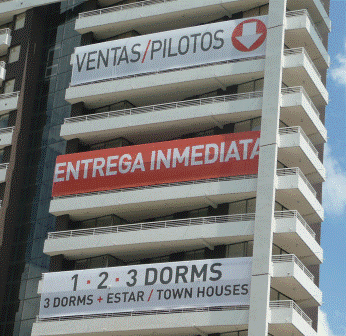 VENTAS/PILOTOS
ENTREGA INMEDIATA
1 · 2 · 3 DORMS
3 DORMS + ESTAR / TOWN HOUSES